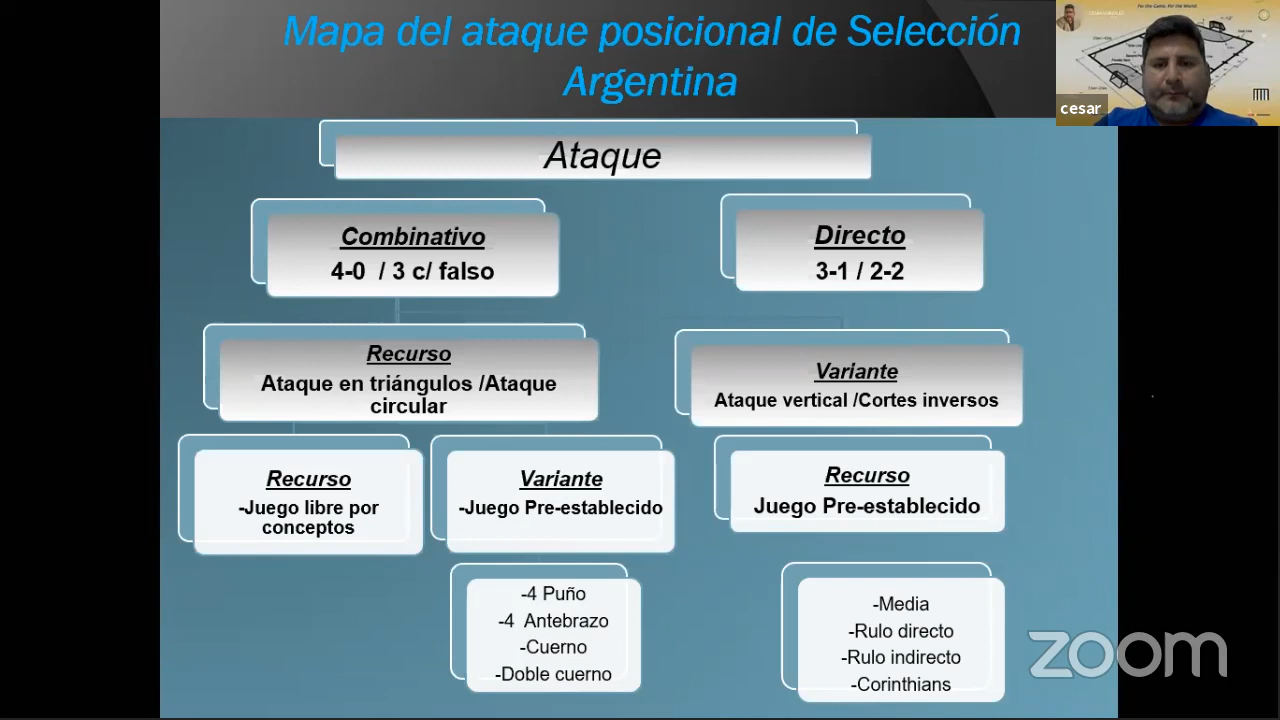 Mapa del ataque posicional de Selección
Argentina
cesar
Ataque
Combinativo
4-0 / 3 c/ falso
Directo
3-1 / 2-2
Recurso
Ataque en triángulos /Ataque
circular
Variante
Ataque vertical /Cortes inversos
Recurso
-Juego libre por
conceptos
Variante
-Juego Pre-establecido
Recurso
Juego Pre-establecido
-4 Puño
-4 Antebrazo
-Cuerno
-Doble cuerno
-Media
-Rulo directo
-Rulo indirecto
-Corinthians
zoom